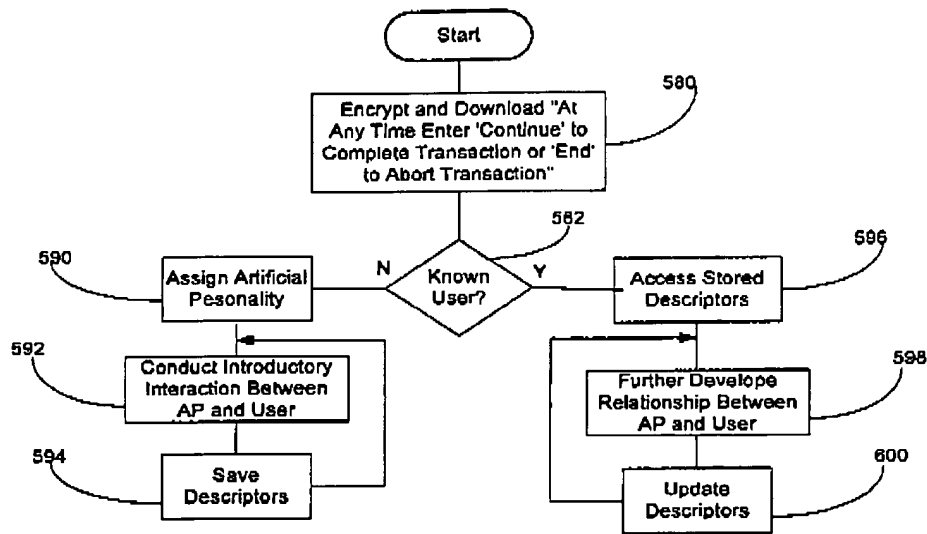 Start
580
Encrypt and Download "At
Any Time Enter 'Continue' to
Complete Transaction or 'End'
to Abort Transaction"
582
590
N
Known
User?
Y
596
Assign Artificial
Pesonality
Access Stored
Descriptors
592
Conduct Introductory
Interaction Between
AP and User
598
Further Develope
Relationship Between
AP and User
594
Save
Descriptors
600
Update
Descriptors